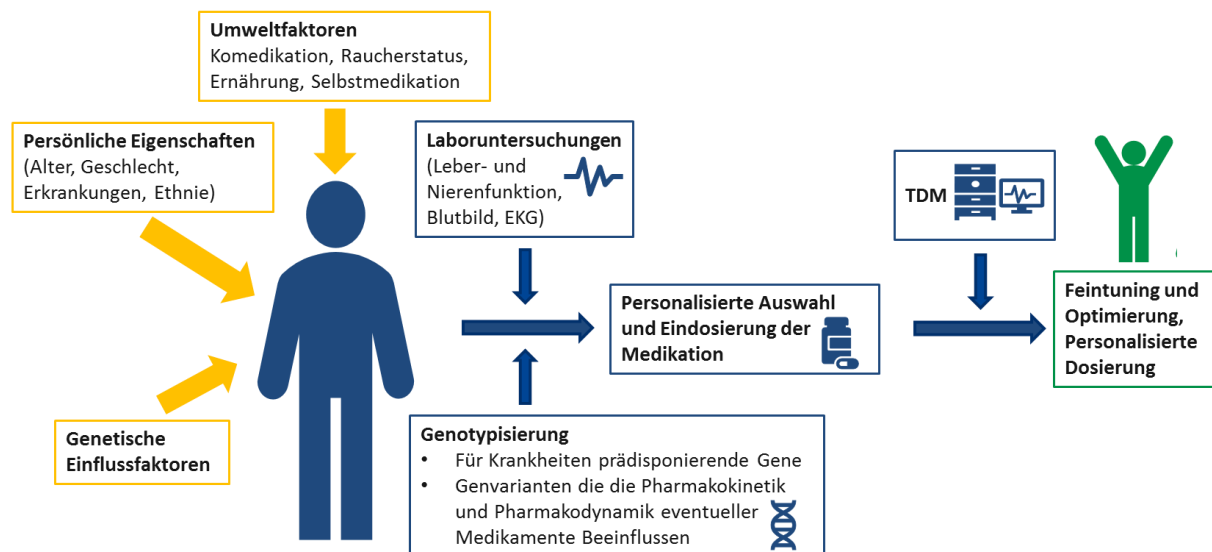 Umweltfaktoren
Komedikation, Raucherstatus,
Ernährung, Selbstmedikation
Persönliche Eigenschaften
(Alter, Geschlecht,
Erkrankungen, Ethnie)
Genetische
Einflussfaktoren
Laboruntersuchungen
(Leber- und
Nierenfunktion,
Blutbild, EKG)
Genotypisierung
• Für Krankheiten prädisponierende Gene
• Genvarianten die die Pharmakokinetik
und Pharmakodynamik eventueller
Medikamente Beeinflussen
Personalisierte Auswahl
und Eindosierung der
Medikation
TDM
Feintuning und
Optimierung,
Personalisierte
Dosierung